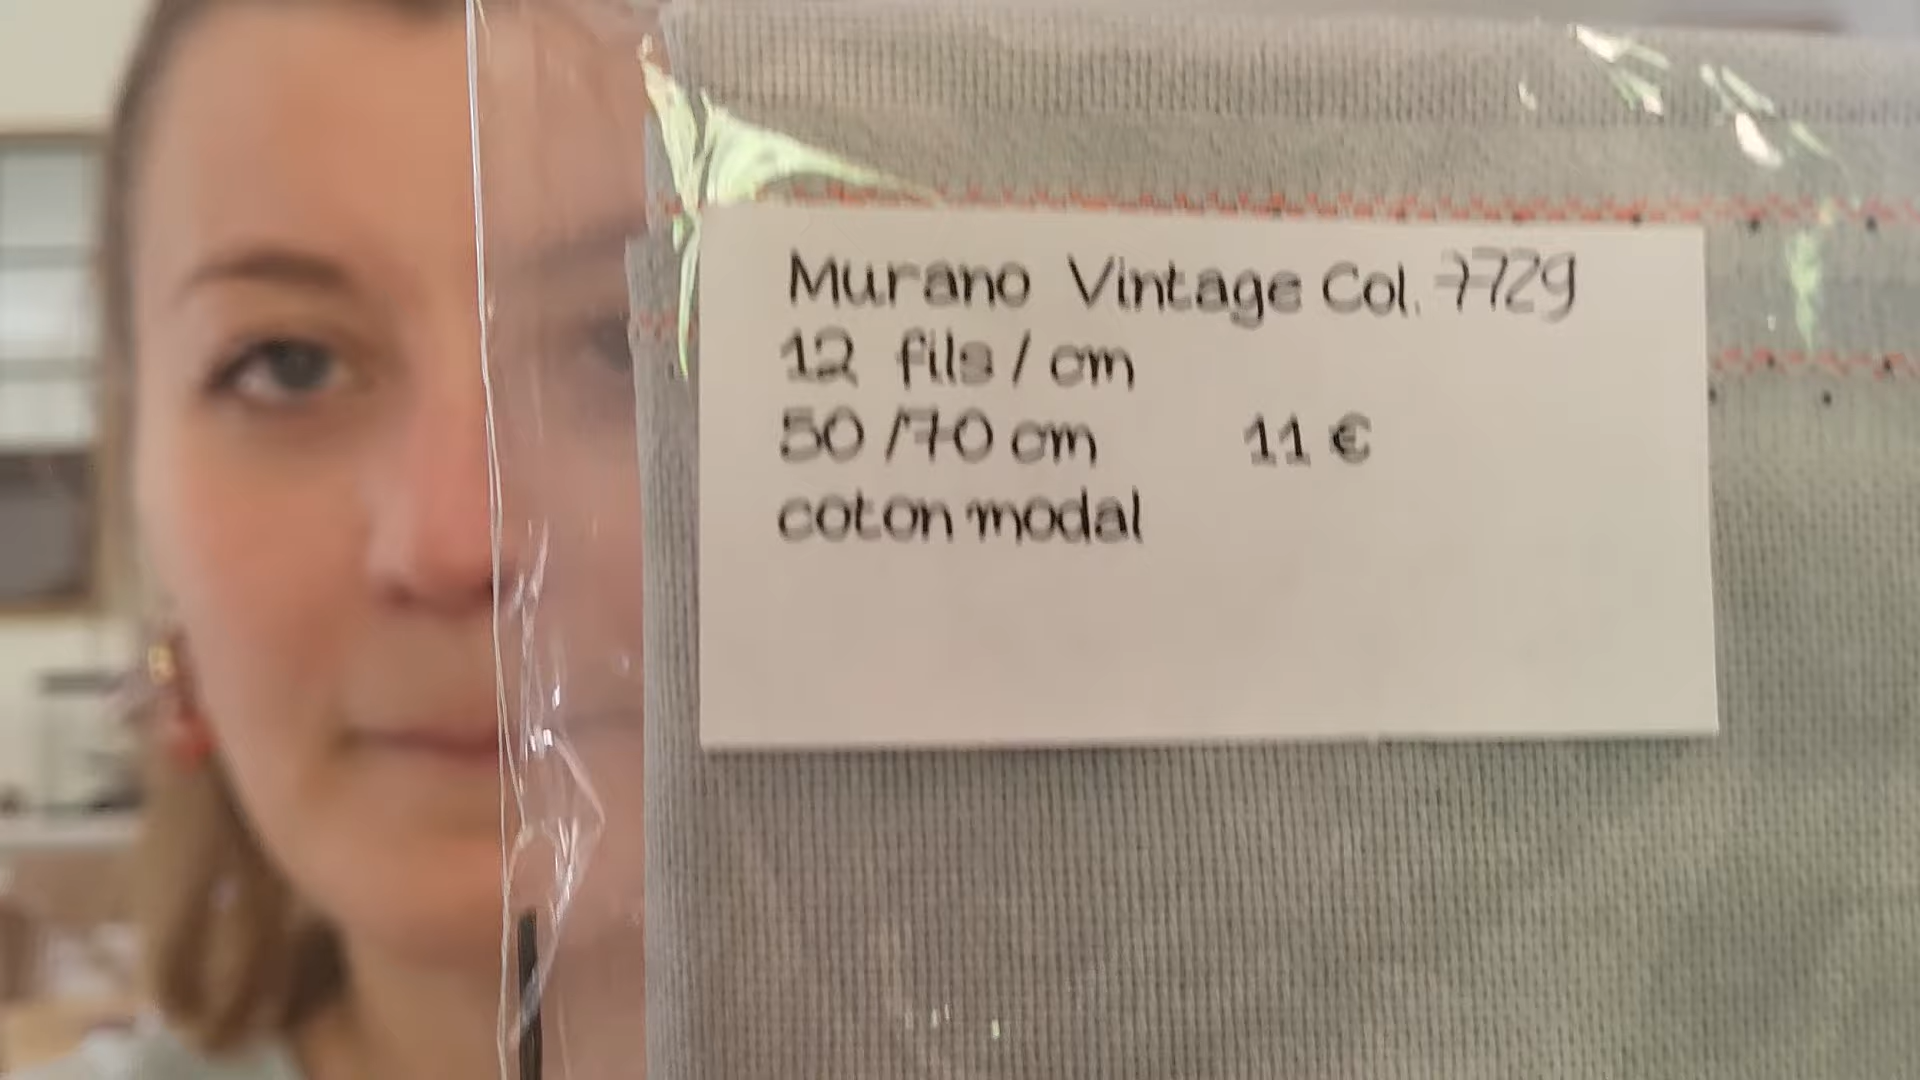 Murano Vintage Col. 7729
12 fils / cm
50 /70 cm 11 €
coton modal